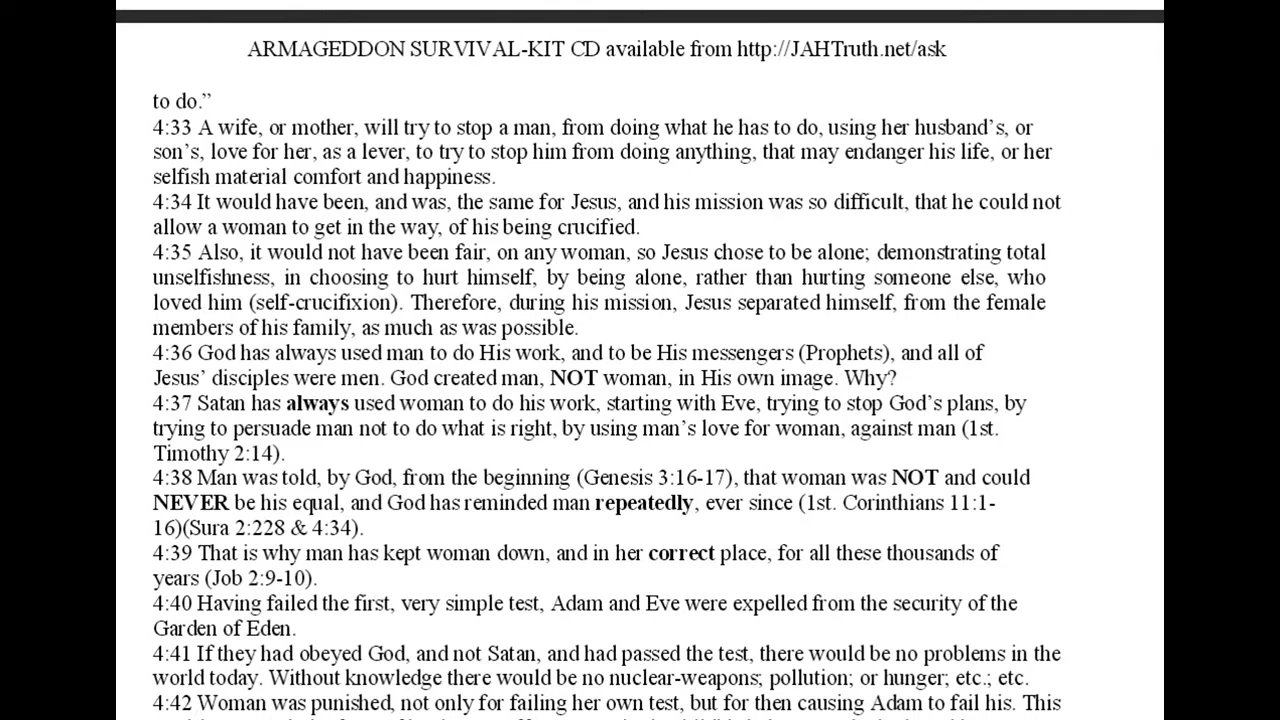 ARMAGEDDON SURVIVAL-KIT CD available from http://JAHTruth.net/ask
to do.”
4:33 A wife, or mother, will try to stop a man, from doing what he has to do, using her husband’s, or
son’s, love for her, as a lever, to try to stop him from doing anything, that may endanger his life, or her
selfish material comfort and happiness.
4:34 It would have been, and was, the same for Jesus, and his mission was so difficult, that he could not
allow a woman to get in the way, of his being crucified.
4:35 Also, it would not have been fair, on any woman, so Jesus chose to be alone; demonstrating total
unselfishness, in choosing to hurt himself, by being alone, rather than hurting someone else, who
loved him (self-crucifixion). Therefore, during his mission, Jesus separated himself, from the female
members of his family, as much as was possible.
4:36 God has always used man to do His work, and to be His messengers (Prophets), and all of
Jesus’ disciples were men. God created man, NOT woman, in His own image. Why?
4:37 Satan has always used woman to do his work, starting with Eve, trying to stop God’s plans, by
trying to persuade man not to do what is right, by using man’s love for woman, against man (1st.
Timothy 2:14).
4:38 Man was told, by God, from the beginning (Genesis 3:16-17), that woman was NOT and could
NEVER be his equal, and God has reminded man repeatedly, ever since (1st. Corinthians 11:1-
16)(Sura 2:228 & 4:34).
4:39 That is why man has kept woman down, and in her correct place, for all these thousands of
years (Job 2:9-10).
4:40 Having failed the first, very simple test, Adam and Eve were expelled from the security of the
Garden of Eden.
4:41 If they had obeyed God, and not Satan, and had passed the test, there would be no problems in the
world today. Without knowledge there would be no nuclear-weapons; pollution; or hunger; etc.; etc.
4:42 Woman was punished, not only for failing her own test, but for then causing Adam to fail his. This